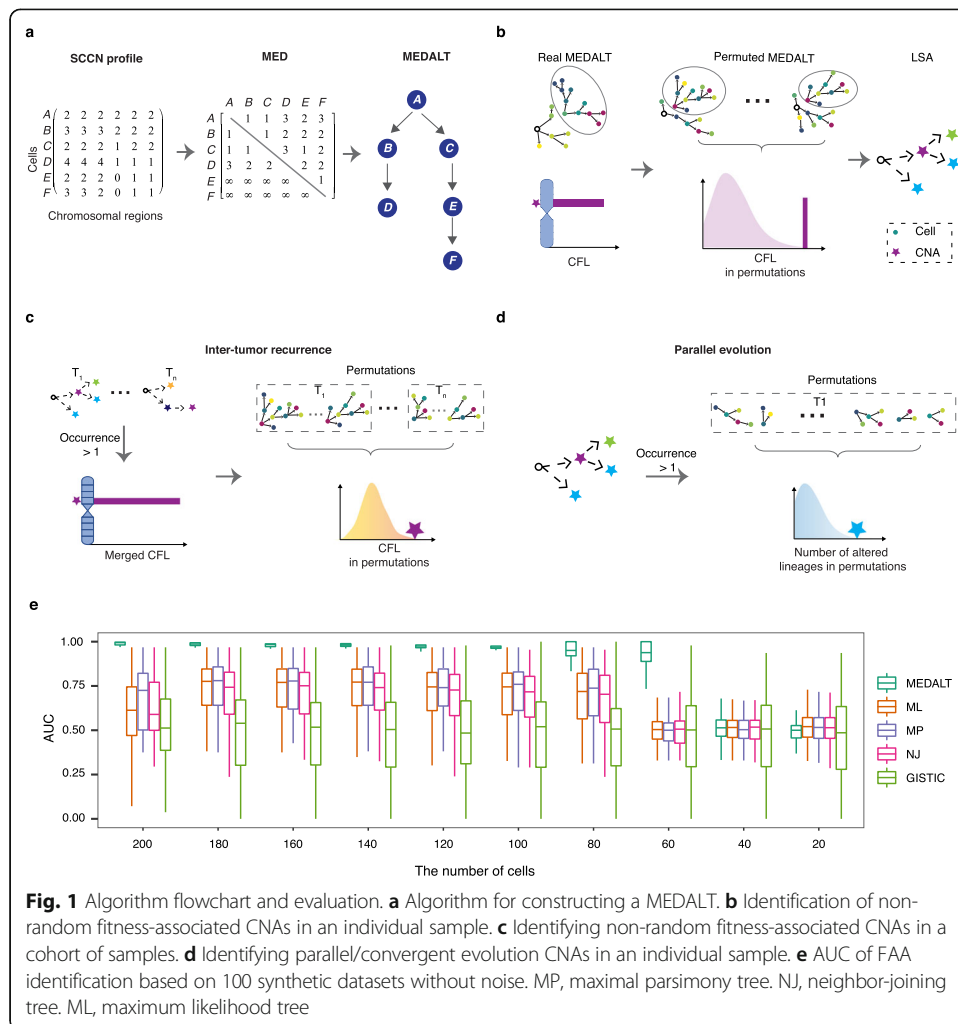 a
SCCN profile
MED
MEDALT
Cells
A 2 2 2 2 2 2
B 3 3 3 2 2 2
C 2 2 2 1 2 2
D 4 4 4 1 1 1
E 2 2 2 0 1 1
F 3 3 2 0 1 1
Chromosomal regions
A B C D E F
A 1 1 3 2 3
B 1 1 2 2 2
C 1 1 3 1 2
D 3 2 2 2 2
E ∞ ∞ ∞ ∞ 1
F ∞ ∞ ∞ ∞ ∞
A
B
C
D
E
F
b
Real MEDALT
Permuted MEDALT
LSA
...
CFL
CFL
in permutations
Cell
CNA
c
Inter-tumor recurrence
T1
...
Tn
Occurrence
> 1
Merged CFL
Permutations
T1
...
Tn
CFL
in permutations
d
Parallel evolution
Occurrence
> 1
Permutations
T1
...
Number of altered
lineages in permutations
e
AUC
1.00
0.75
0.50
0.25
0.00
200 180 160 140 120 100 80 60 40 20
The number of cells
MEDALT
ML
MP
NJ
GISTIC
Fig. 1 Algorithm flowchart and evaluation. a Algorithm for constructing a MEDALT. b Identification of non-
random fitness-associated CNAs in an individual sample. c Identifying non-random fitness-associated CNAs in a
cohort of samples. d Identifying parallel/convergent evolution CNAs in an individual sample. e AUC of FAA
identification based on 100 synthetic datasets without noise. MP, maximal parsimony tree. NJ, neighbor-joining
tree. ML, maximum likelihood tree